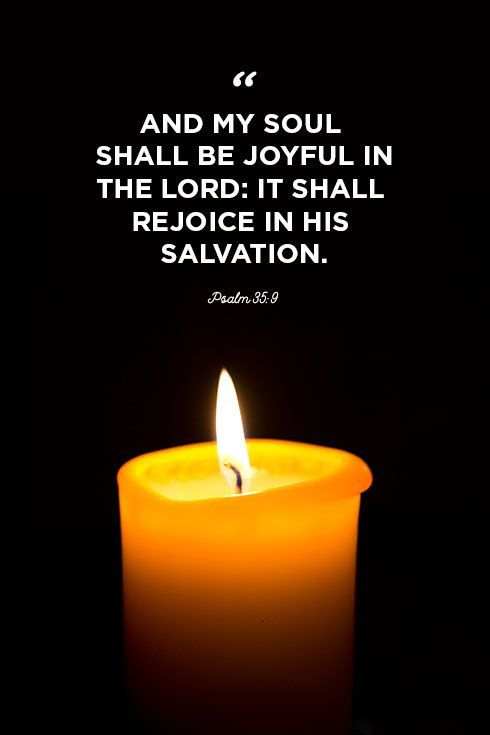 “
AND MY SOUL
SHALL BE JOYFUL IN
THE LORD: IT SHALL
REJOICE IN HIS
SALVATION.
Psalm 35:9